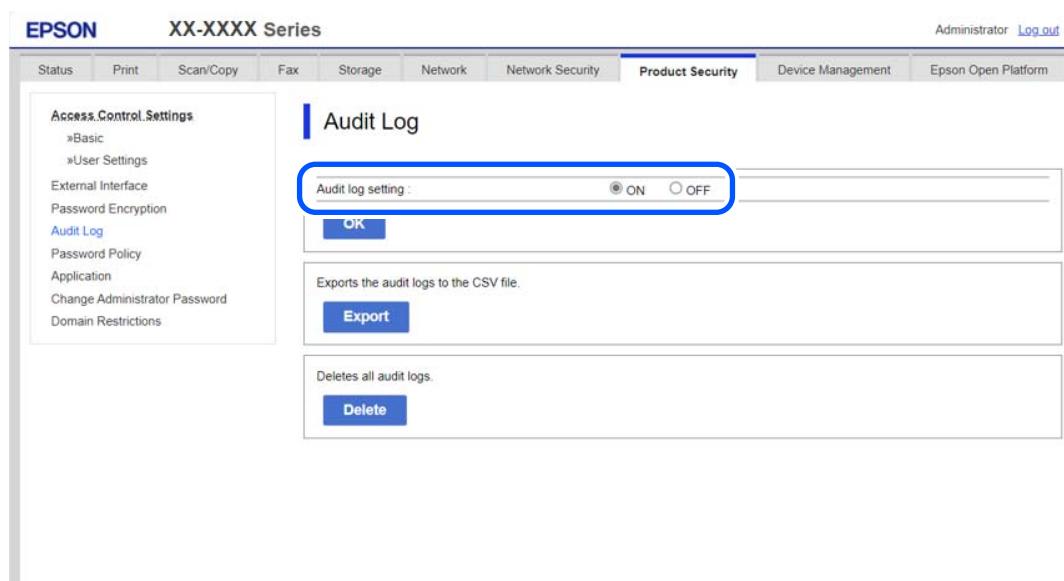 EPSON XX-XXXX Series Administrator Log out
Status Print Scan/Copy Fax Storage Network Network Security Product Security Device Management Epson Open Platform
Access Control Settings
»Basic
»User Settings
External Interface
Password Encryption
Audit Log
Password Policy
Application
Change Administrator Password
Domain Restrictions
Audit Log
Audit log setting : ON OFF
OK
Exports the audit logs to the CSV file.
Export
Deletes all audit logs.
Delete